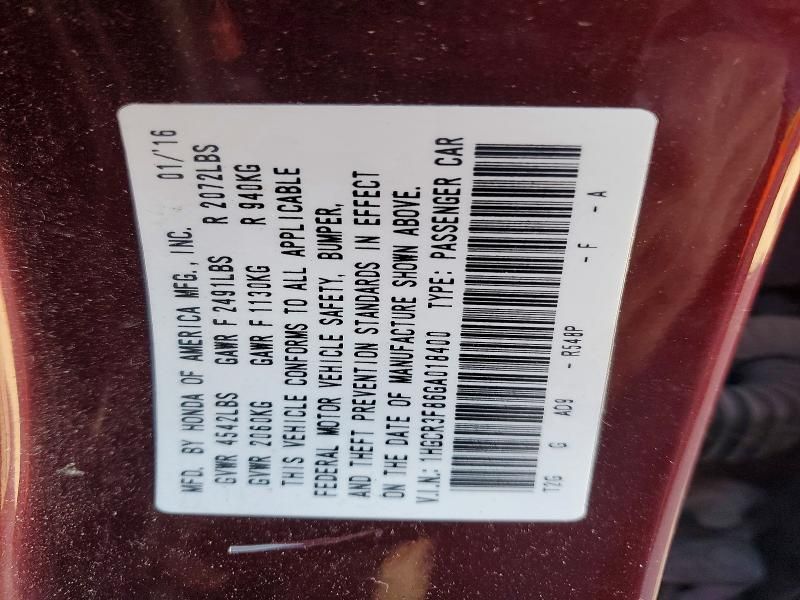 MFD. BY HONDA OF AMERICA MFG., INC. 01/'16
GVWR 4542LBS GAWR F 2491LBS R 2072LBS
GVWR 2060KG GAWR F 1130KG R 940KG
THIS VEHICLE CONFORMS TO ALL APPLICABLE
FEDERAL MOTOR VEHICLE SAFETY, BUMPER,
AND THEFT PREVENTION STANDARDS IN EFFECT
ON THE DATE OF MANUFACTURE SHOWN ABOVE.
V.I.N.: 1HGCR3F86GA018400 TYPE: PASSENGER CAR
T2G G AD9 - R548P - F - A